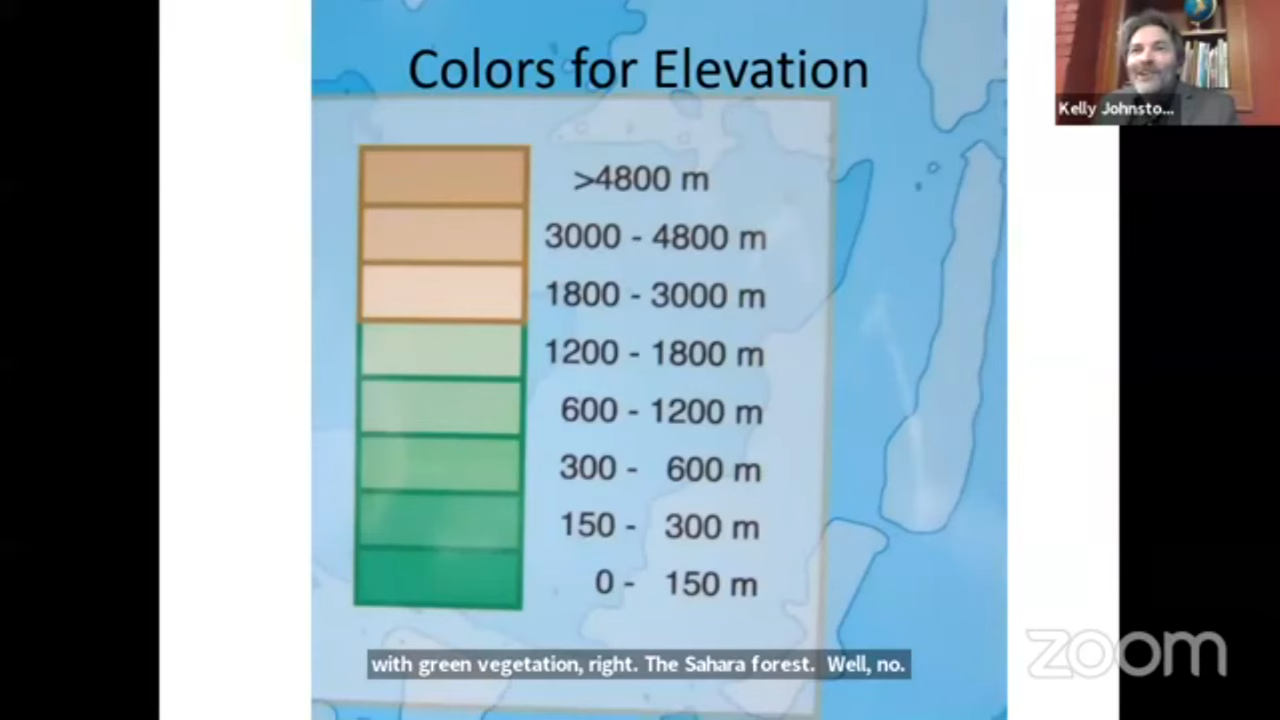 Colors for Elevation
Kelly Johnsto...
>4800 m
3000 - 4800 m
1800 - 3000 m
1200 - 1800 m
600 - 1200 m
300 - 600 m
150 - 300 m
0 - 150 m
with green vegetation, right. The Sahara forest. Well, no.
zoom